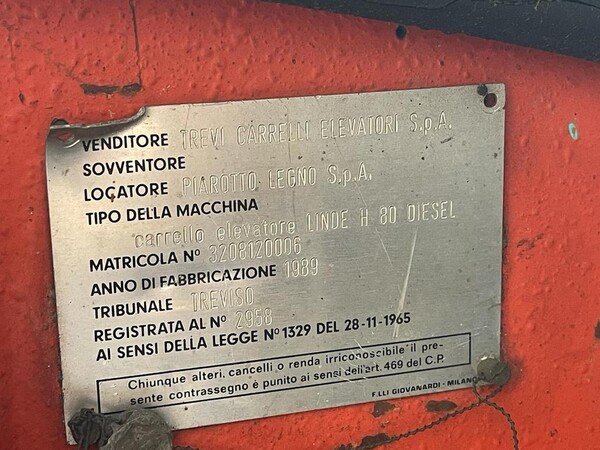 VENDITORE TREVI CARRELLI ELEVATORI S.p.A.
SOVVENTORE
LOCATORE PIAROTTO LEGNO S.p.A.
TIPO DELLA MACCHINA
carrello elevatore LINDE H 80 DIESEL
MATRICOLA N° 3208120006
ANNO DI FABBRICAZIONE 1989
TRIBUNALE TREVISO
REGISTRATA AL N° 2958
AI SENSI DELLA LEGGE N° 1329 DEL 28-11-1965
Chiunque alteri, cancelli o renda irriconoscibile il pre-
sente contrassegno è punito ai sensi dell'art. 469 del C.P.
F.LLI GIOVANARDI - MILANO